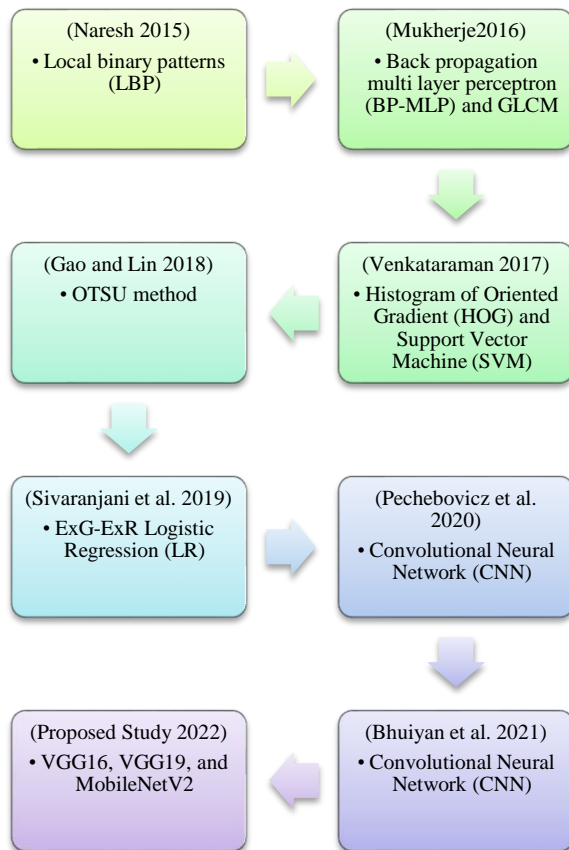 (Naresh 2015)
• Local binary patterns
(LBP)
(Mukherje2016)
• Back propagation
multi layer perceptron
(BP-MLP) and GLCM
(Venkataraman 2017)
• Histogram of Oriented
Gradient (HOG) and
Support Vector
Machine (SVM)
(Gao and Lin 2018)
• OTSU method
(Sivaranjani et al. 2019)
• ExG-ExR Logistic
Regression (LR)
(Pechebovicz et al.
2020)
• Convolutional Neural
Network (CNN)
(Bhuiyan et al. 2021)
• Convolutional Neural
Network (CNN)
(Proposed Study 2022)
• VGG16, VGG19, and
MobileNetV2